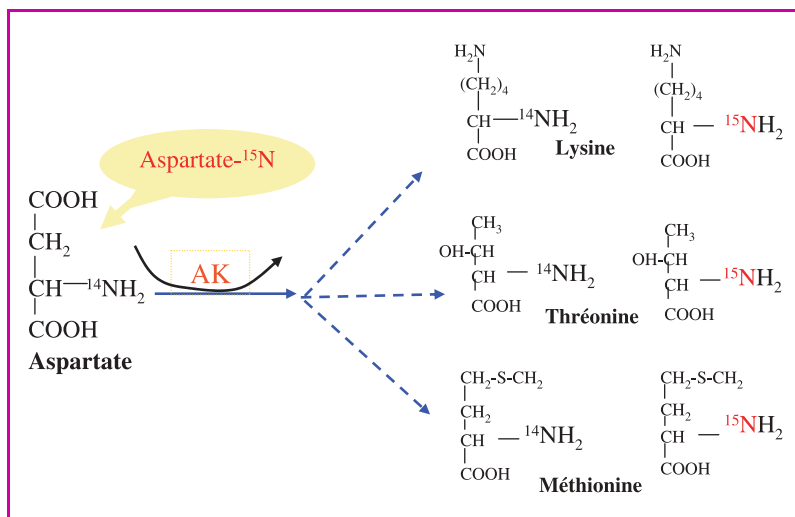 Aspartate-¹⁵N
COOH
CH₂
CH—¹⁴NH₂
COOH
Aspartate
AK
H₂N
(CH₂)₄
CH —¹⁴NH₂
COOH
Lysine
H₂N
(CH₂)₄
CH — ¹⁵NH₂
COOH
CH₃
OH-CH
CH — ¹⁴NH₂
COOH
Thréonine
CH₃
OH-CH
CH — ¹⁵NH₂
COOH
CH₂-S-CH₂
CH₂
CH — ¹⁴NH₂
COOH
Méthionine
CH₂-S-CH₂
CH₂
CH — ¹⁵NH₂
COOH